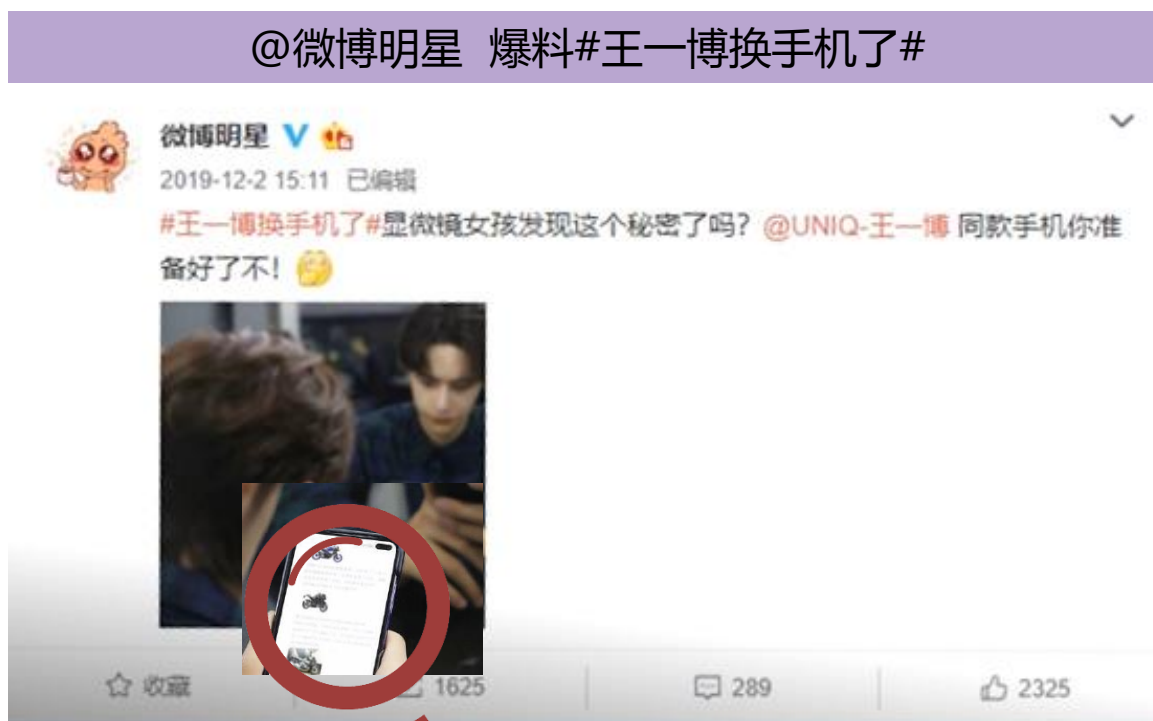 @微博明星 爆料#王一博换手机了#
微博明星
2019-12-2 15:11 已编辑
#王一博换手机了#显微镜女孩发现这个秘密了吗？@UNIQ-王一博 同款手机你准
备好了不！
收藏 1625 289 2325